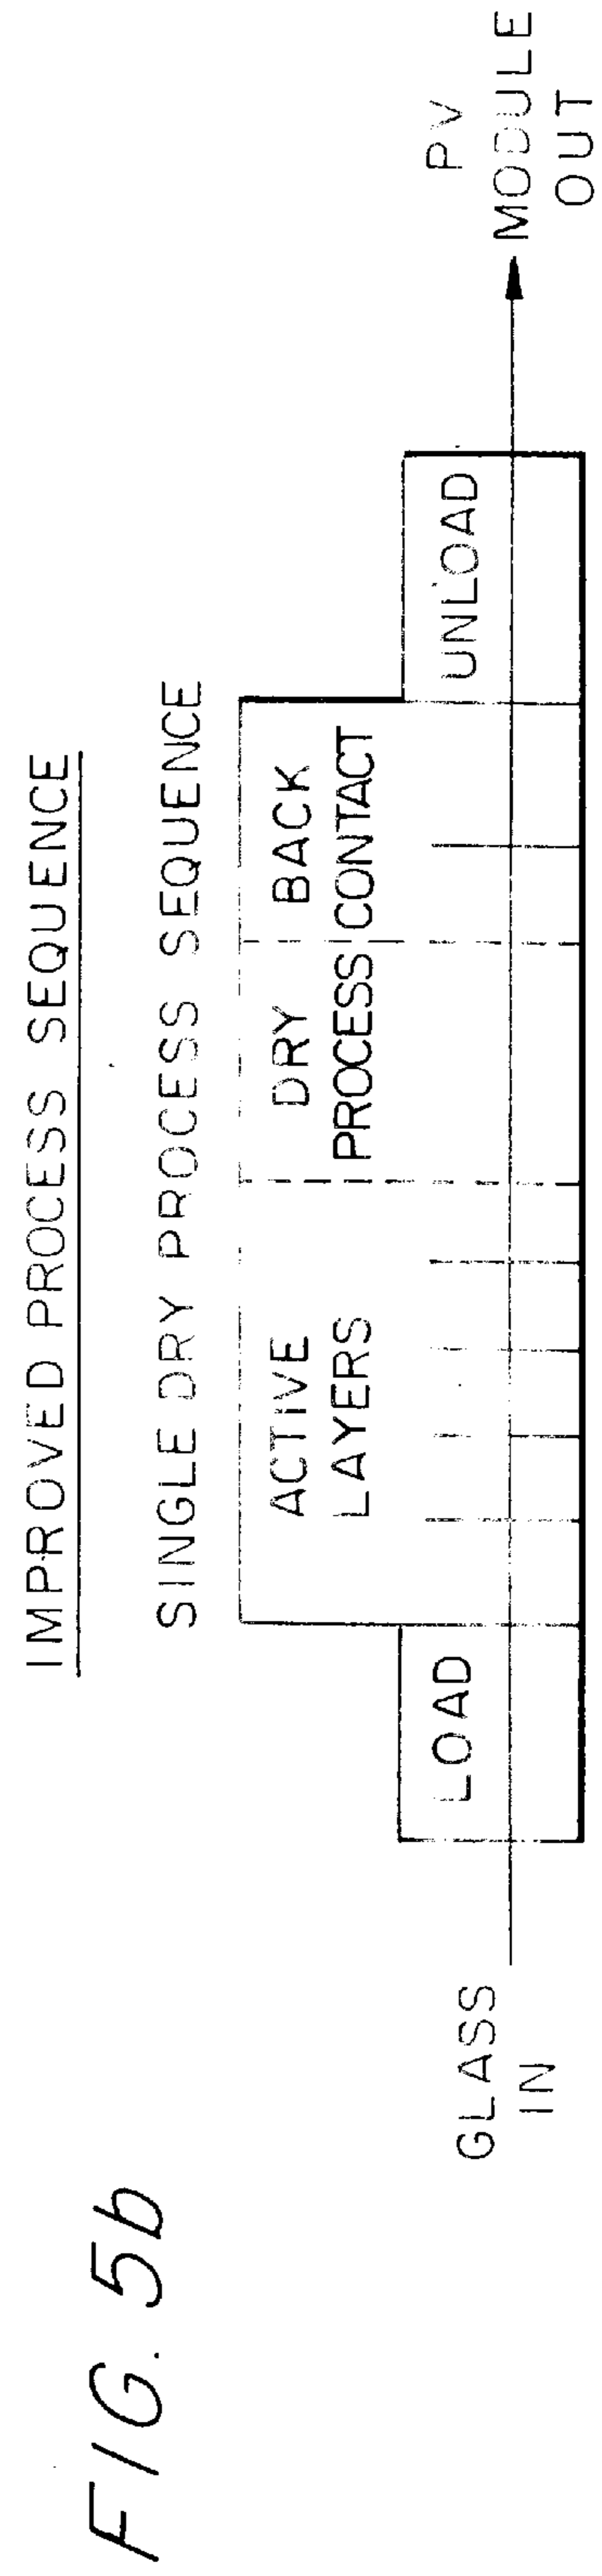 FIG. 5b
IMPROVED PROCESS SEQUENCE
SINGLE DRY PROCESS SEQUENCE
GLASS
IN
LOAD
ACTIVE
LAYERS
DRY
PROCESS
BACK
CONTACT
UNLOAD
PV
MODULE
OUT